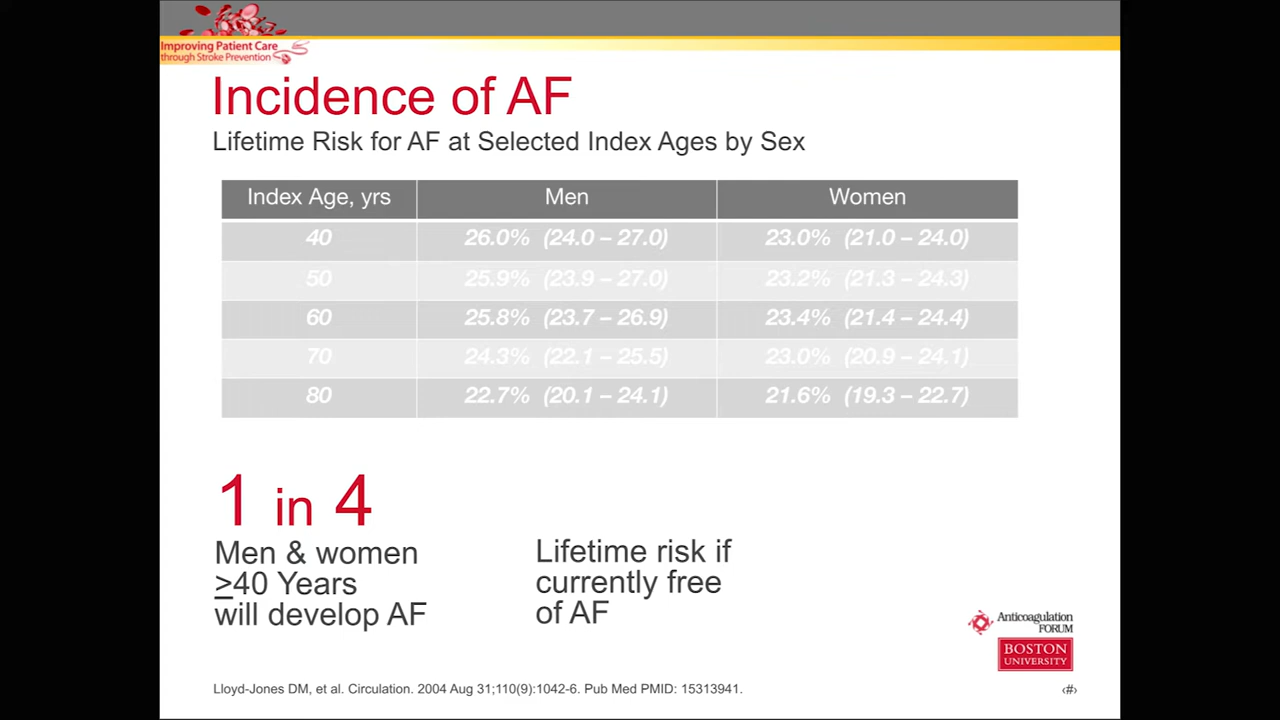 Improving Patient Care
through Stroke Prevention
Incidence of AF
Lifetime Risk for AF at Selected Index Ages by Sex
Index Age, yrs Men Women
40 26.0% (24.0 – 27.0) 23.0% (21.0 – 24.0)
50 25.9% (23.9 – 27.0) 23.2% (21.3 – 24.3)
60 25.8% (23.7 – 26.9) 23.4% (21.4 – 24.4)
70 24.3% (22.1 – 25.5) 23.0% (20.9 – 24.1)
80 22.7% (20.1 – 24.1) 21.6% (19.3 – 22.7)
1 in 4
Men & women
>40 Years
will develop AF
Lifetime risk if
currently free
of AF
Anticoagulation
FORUM
BOSTON
UNIVERSITY
Lloyd-Jones DM, et al. Circulation. 2004 Aug 31;110(9):1042-6. Pub Med PMID: 15313941.
‹#›